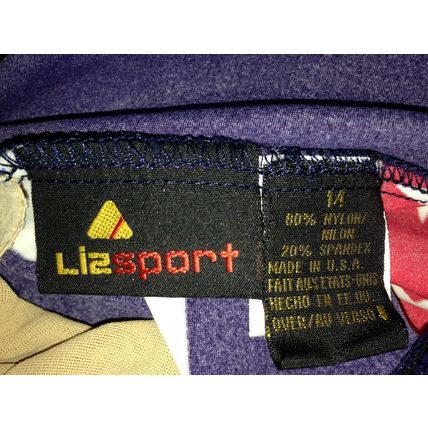 Lizsport
14
80% NYLON/
NILON
20% SPANDEX
MADE IN U.S.A.
FAIT AUX ETATS-UNIS
HECHO EN EE.UU
OVER/AU VERSO